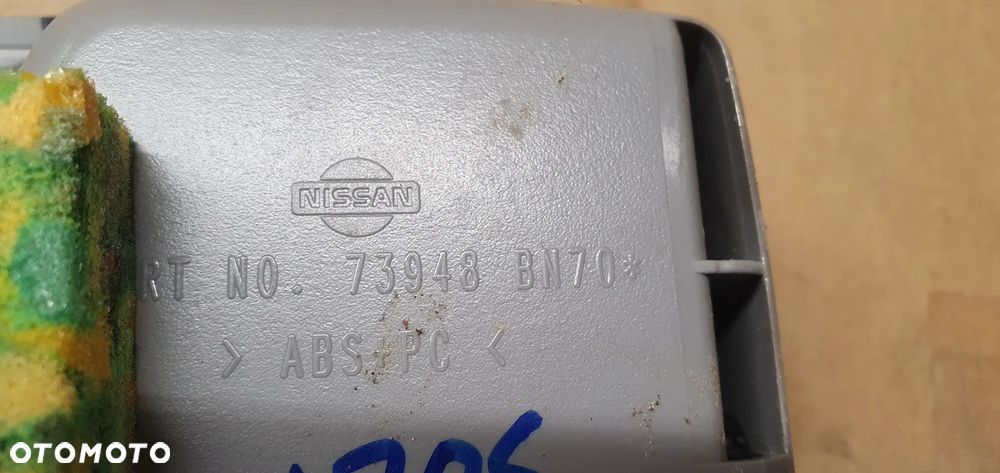 NISSAN
RT NO. 73948 BN70*
> ABS+PC <
OTOMOTO